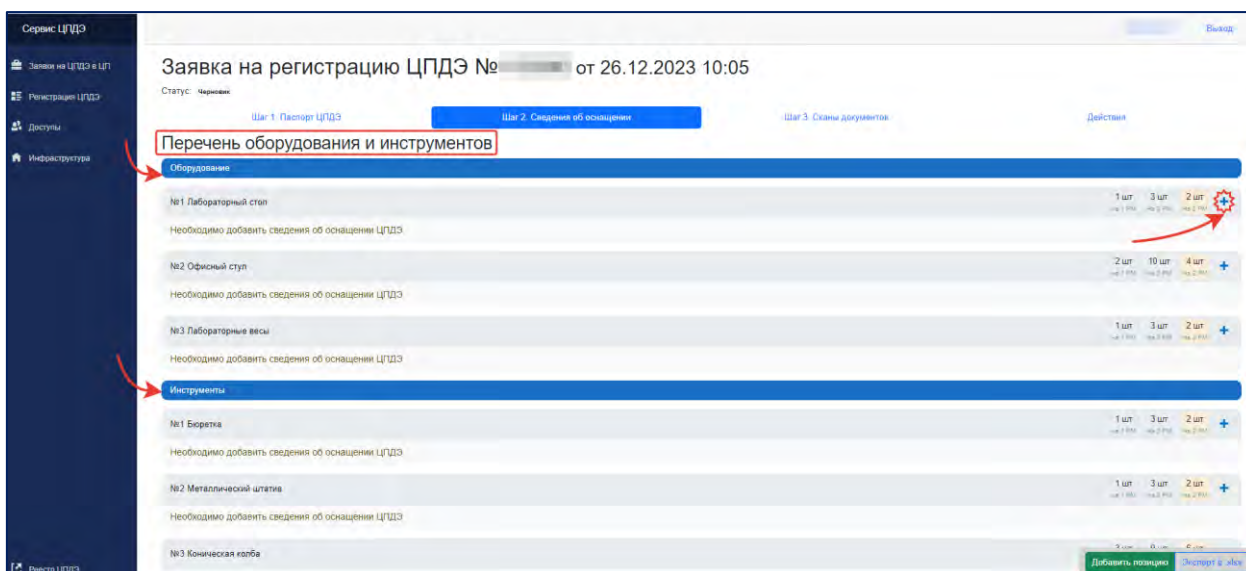 Сервис ЦПДЭ
Выход
Заявки на ЦПДЭ в ЦП
Регистрация ЦПДЭ
Доступы
Инфраструктура
Заявка на регистрацию ЦПДЭ № от 26.12.2023 10:05
Статус: Черновик
Шаг 1. Паспорт ЦПДЭ
Шаг 2. Сведения об оснащении
Шаг 3. Сканы документов
Действия
Перечень оборудования и инструментов
Оборудование
№1 Лабораторный стол 1 шт 3 шт 2 шт
Необходимо добавить сведения об оснащении ЦПДЭ
№2 Офисный стул 2 шт 10 шт 4 шт
Необходимо добавить сведения об оснащении ЦПДЭ
№3 Лабораторные весы 1 шт 3 шт 2 шт
Необходимо добавить сведения об оснащении ЦПДЭ
Инструменты
№1 Бюретка 1 шт 3 шт 2 шт
Необходимо добавить сведения об оснащении ЦПДЭ
№2 Металлический штатив 1 шт 3 шт 2 шт
Необходимо добавить сведения об оснащении ЦПДЭ
№3 Коническая колба
Реестр ЦПДЭ
Добавить позицию
Экспорт в .xlsx